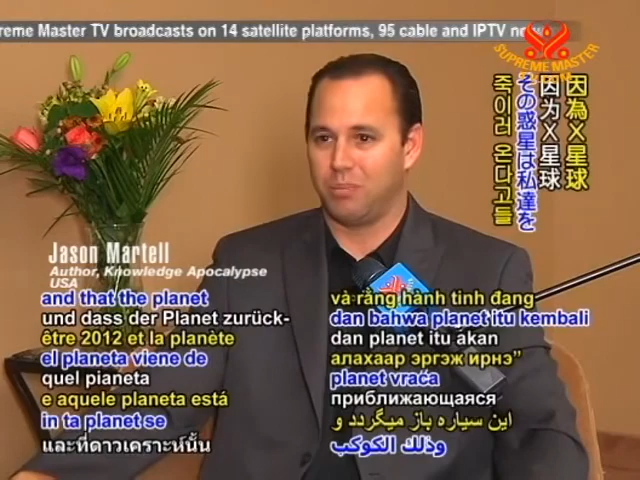 reme Master TV broadcasts on 14 satellite platforms, 95 cable and IPTV netw
SUPREME MASTER
因為X星球
因为X星球
その惑星は私達を
죽이러 온다고들
Jason Martell
Author, Knowledge Apocalypse
USA
and that the planet
und dass der Planet zurück-
être 2012 et la planète
el planeta viene de
quel pianeta
e aquele planeta está
in ta planet se
และที่ดาวเคราะห์นั้น
và rằng hành tinh đang
dan bahwa planet itu kembali
dan planet itu akan
алахаар эргэж ирнэ”
planet vraća
приближающаяся
این سیاره باز میگردد و
وذلك الكوكب